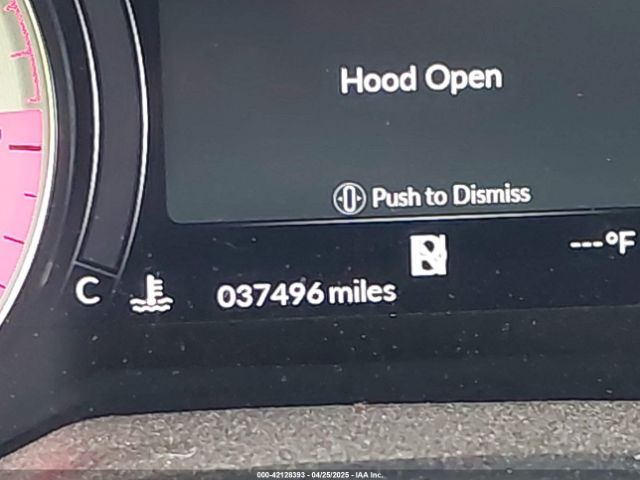 Hood Open
Push to Dismiss
---°F
C
037496 miles
000-42128393 - 04/25/2025 - IAA Inc.